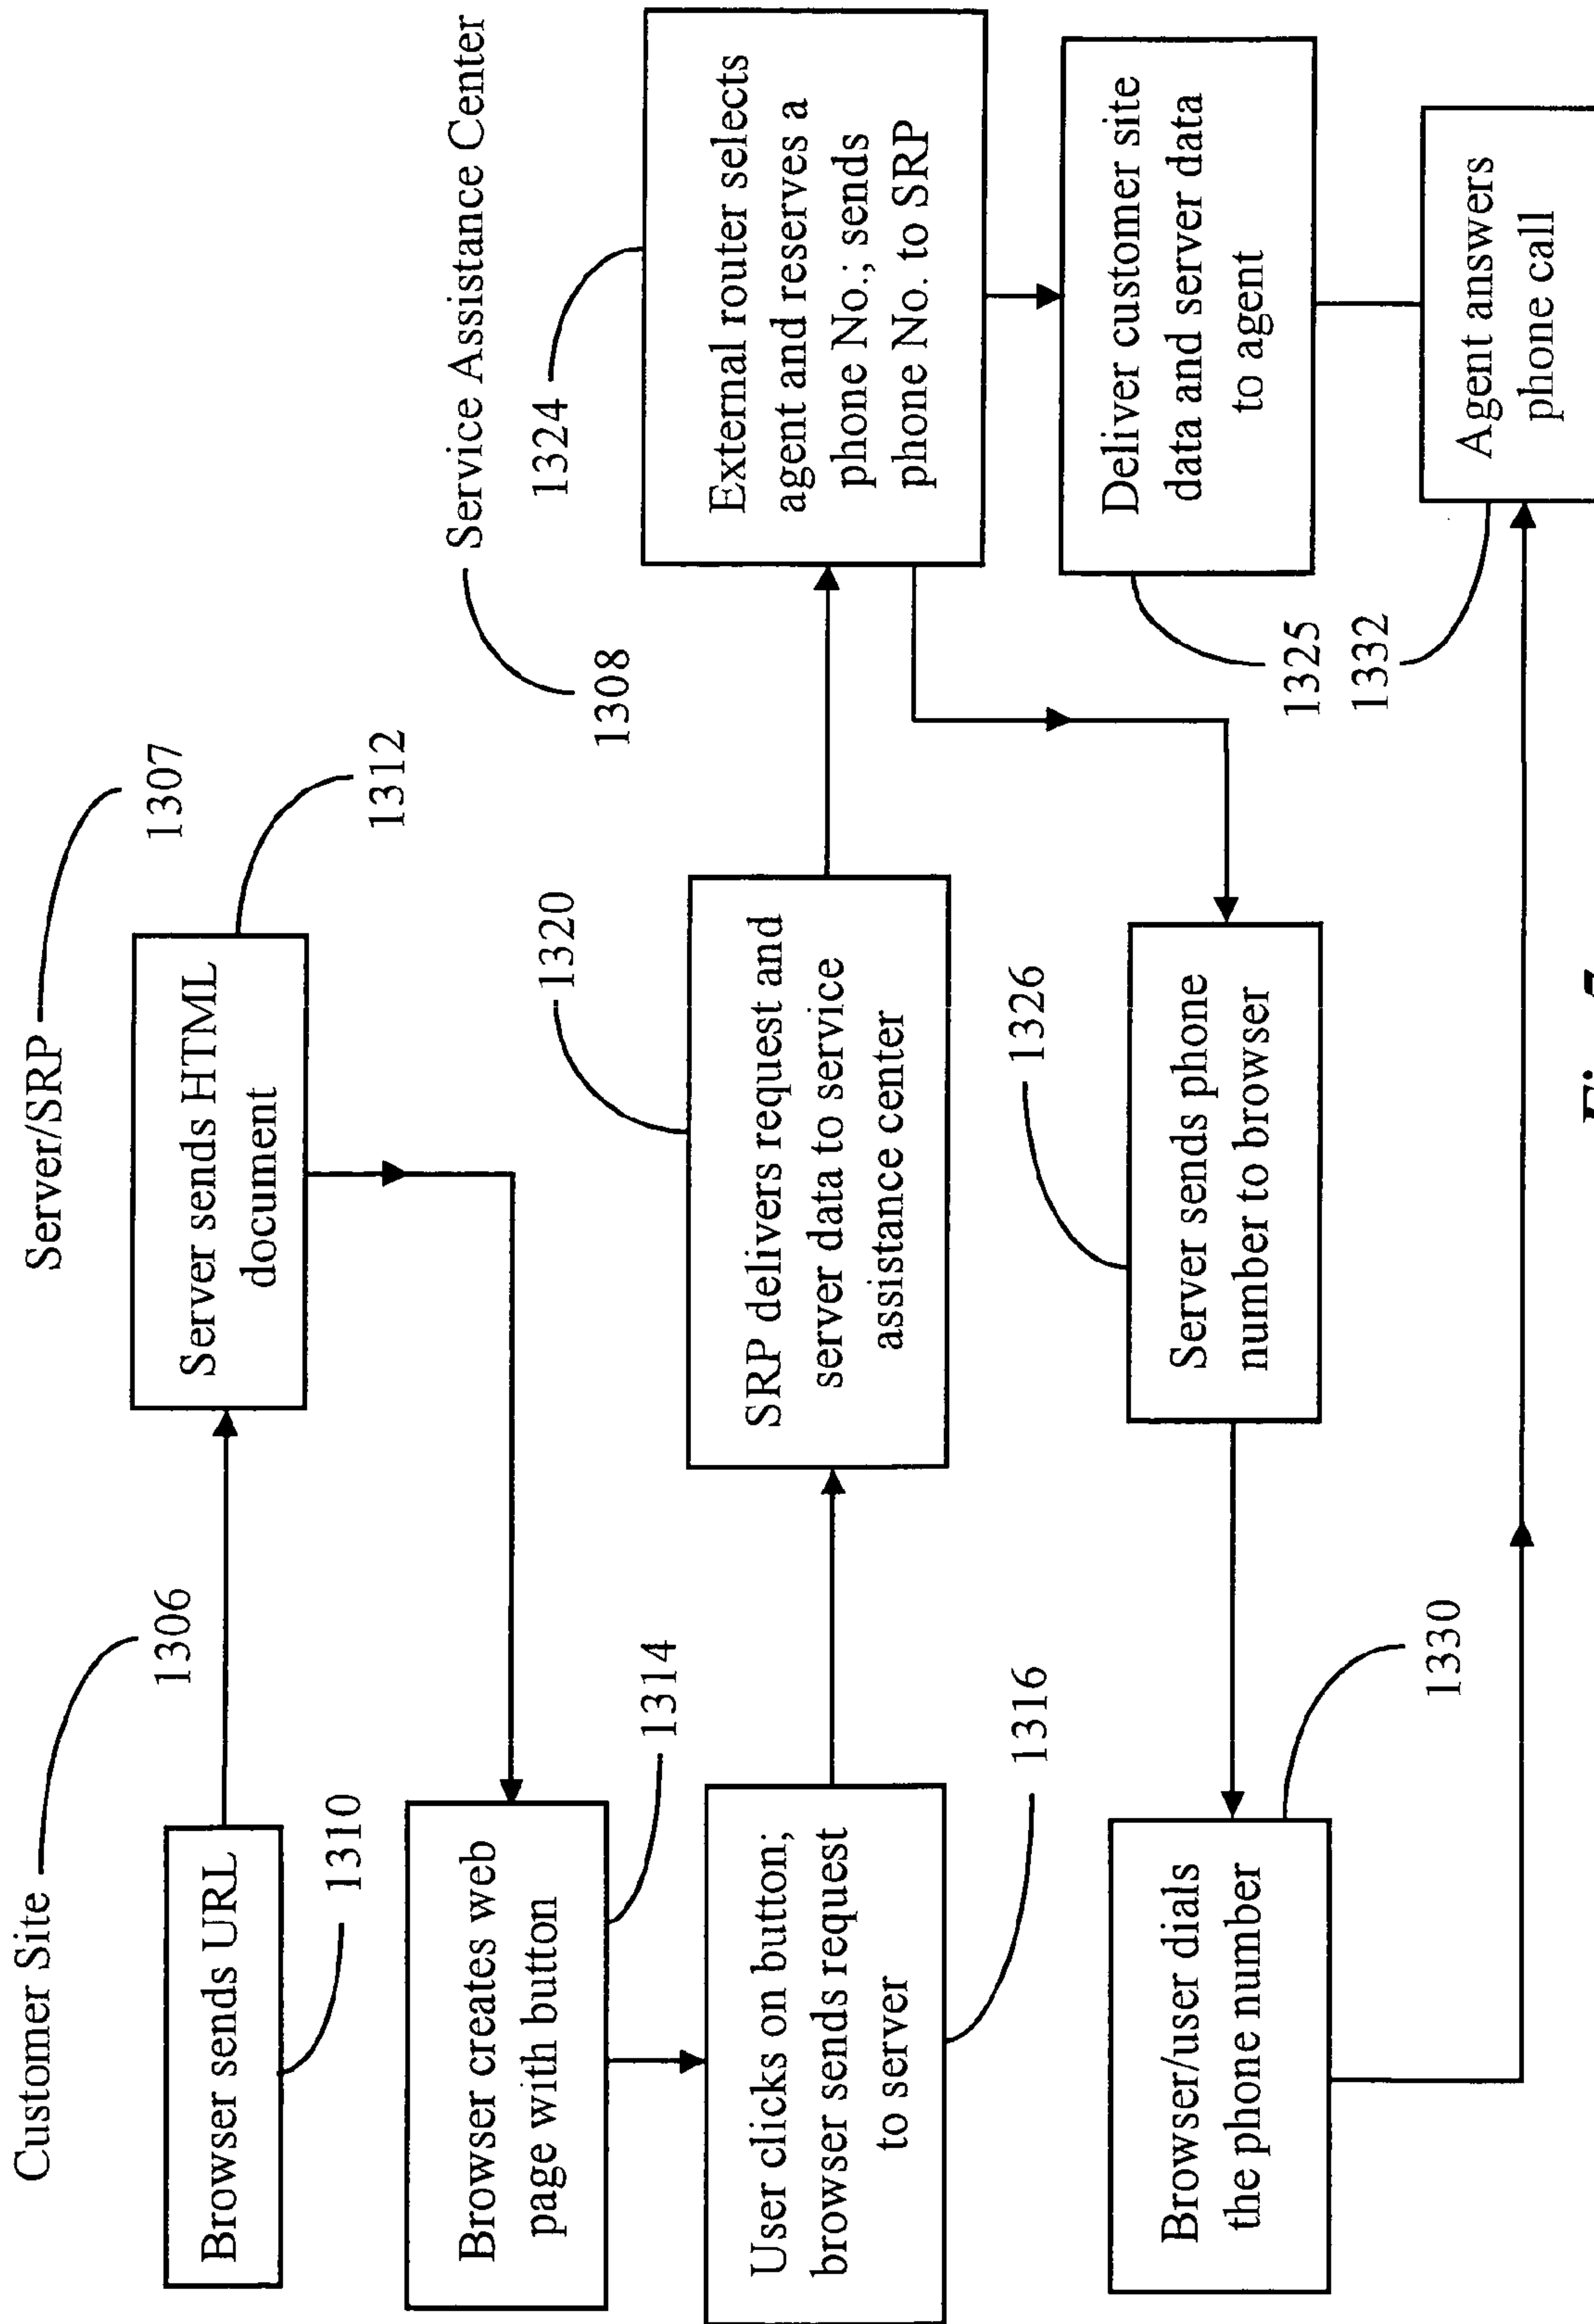 Customer Site
1306
Server/SRP
1307
Service Assistance Center
1308
Browser sends URL
1310
Server sends HTML
document
1312
Browser creates web
page with button
1314
User clicks on button;
browser sends request
to server
1316
SRP delivers request and
server data to service
assistance center
1320
External router selects
agent and reserves a
phone No.; sends
phone No. to SRP
1324
Deliver customer site
data and server data
to agent
1325
Server sends phone
number to browser
1326
Browser/user dials
the phone number
1330
Agent answers
phone call
1332